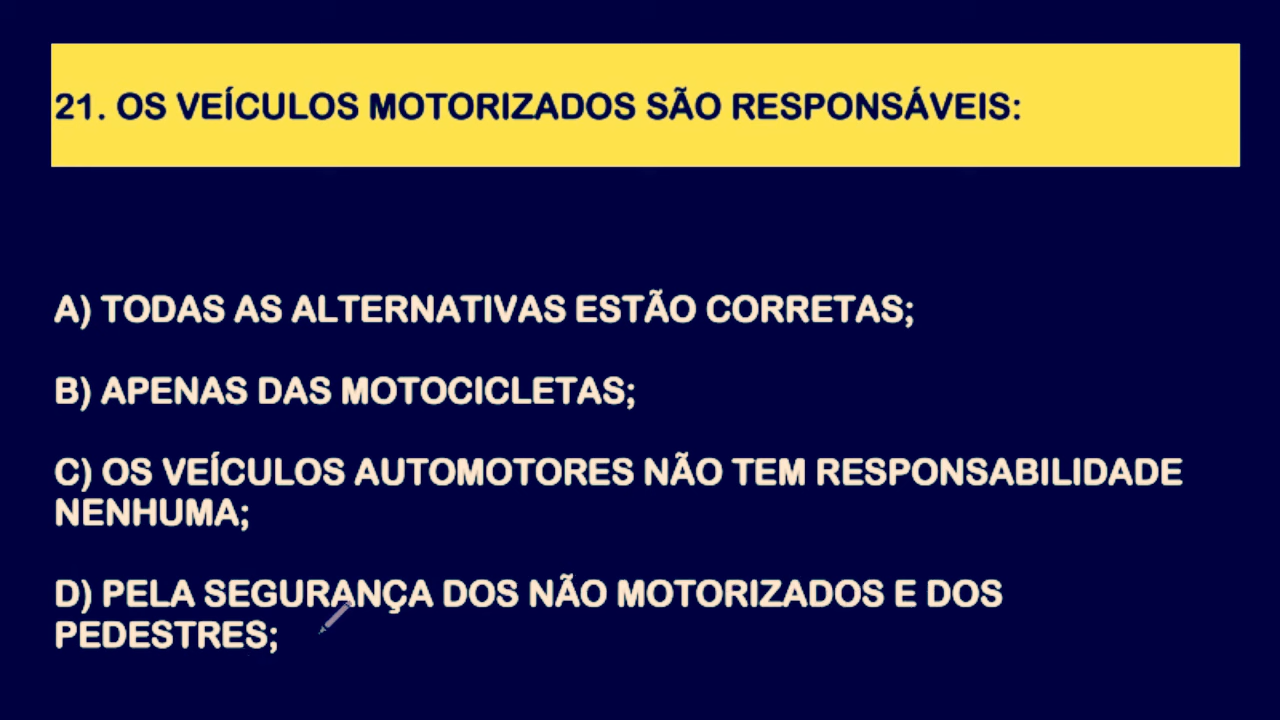 21. OS VEÍCULOS MOTORIZADOS SÃO RESPONSÁVEIS:
A) TODAS AS ALTERNATIVAS ESTÃO CORRETAS;
B) APENAS DAS MOTOCICLETAS;
C) OS VEÍCULOS AUTOMOTORES NÃO TEM RESPONSABILIDADE
NENHUMA;
D) PELA SEGURANÇA DOS NÃO MOTORIZADOS E DOS
PEDESTRES;